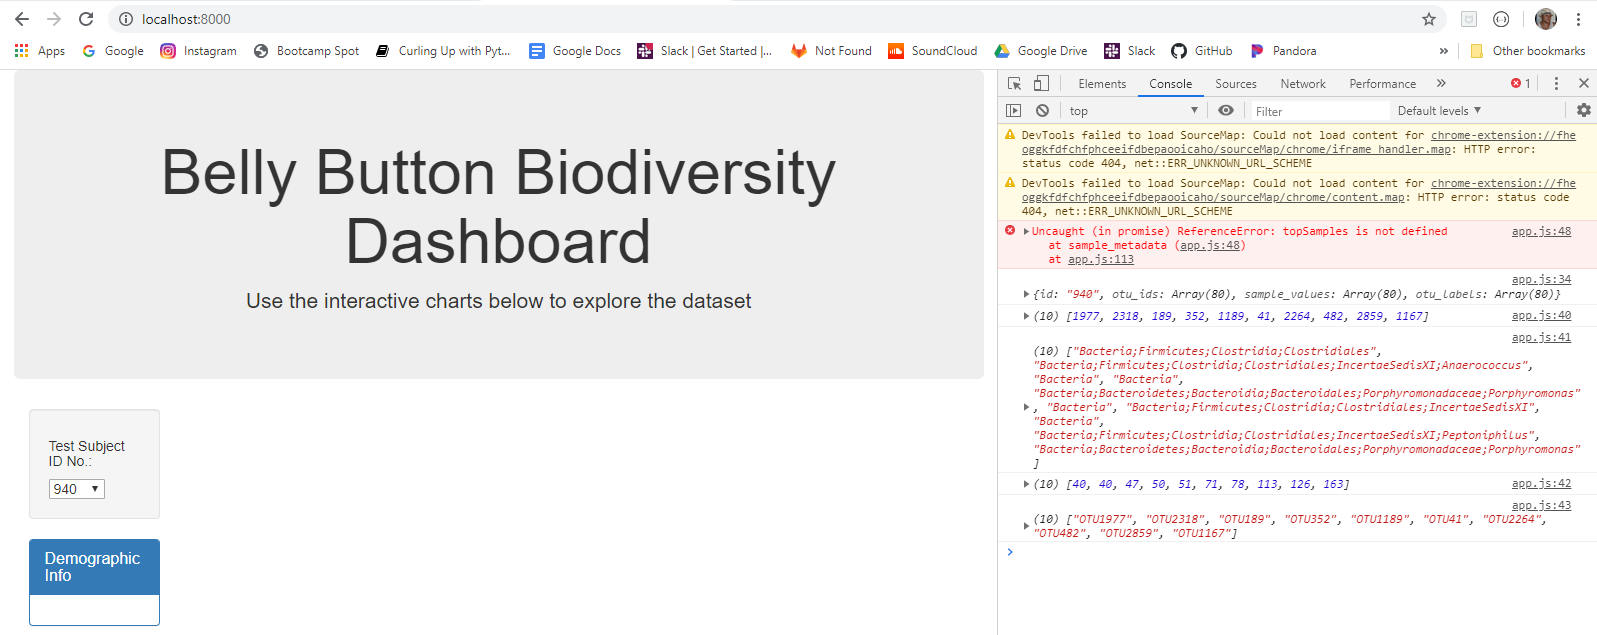 localhost:8000
Apps Google Instagram Bootcamp Spot Curling Up with Pyt... Google Docs Slack | Get Started |... Not Found SoundCloud Google Drive Slack GitHub Pandora » Other bookmarks
Belly Button Biodiversity
Dashboard
Use the interactive charts below to explore the dataset
Test Subject
ID No.:
940
Demographic
Info
Elements Console Sources Network Performance » 1
top Filter Default levels
DevTools failed to load SourceMap: Could not load content for chrome-extension://fhe
oggkfdfchfphceeifdbepaooicaho/sourceMap/chrome/iframe_handler.map: HTTP error:
status code 404, net::ERR_UNKNOWN_URL_SCHEME
DevTools failed to load SourceMap: Could not load content for chrome-extension://fhe
oggkfdfchfphceeifdbepaooicaho/sourceMap/chrome/content.map: HTTP error: status code
404, net::ERR_UNKNOWN_URL_SCHEME
Uncaught (in promise) ReferenceError: topSamples is not defined app.js:48
at sample_metadata (app.js:48)
at app.js:113
app.js:34
{id: "940", otu_ids: Array(80), sample_values: Array(80), otu_labels: Array(80)}
(10) [1977, 2318, 189, 352, 1189, 41, 2264, 482, 2859, 1167] app.js:40
app.js:41
(10) ["Bacteria;Firmicutes;Clostridia;Clostridiales",
"Bacteria;Firmicutes;Clostridia;Clostridiales;IncertaeSedisXI;Anaerococcus",
"Bacteria", "Bacteria",
"Bacteria;Bacteroidetes;Bacteroidia;Bacteroidales;Porphyromonadaceae;Porphyromonas"
, "Bacteria", "Bacteria;Firmicutes;Clostridia;Clostridiales;IncertaeSedisXI",
"Bacteria",
"Bacteria;Firmicutes;Clostridia;Clostridiales;IncertaeSedisXI;Peptoniphilus",
"Bacteria;Bacteroidetes;Bacteroidia;Bacteroidales;Porphyromonadaceae;Porphyromonas"
]
(10) [40, 40, 47, 50, 51, 71, 78, 113, 126, 163] app.js:42
app.js:43
(10) ["OTU1977", "OTU2318", "OTU189", "OTU352", "OTU1189", "OTU41", "OTU2264",
"OTU482", "OTU2859", "OTU1167"]